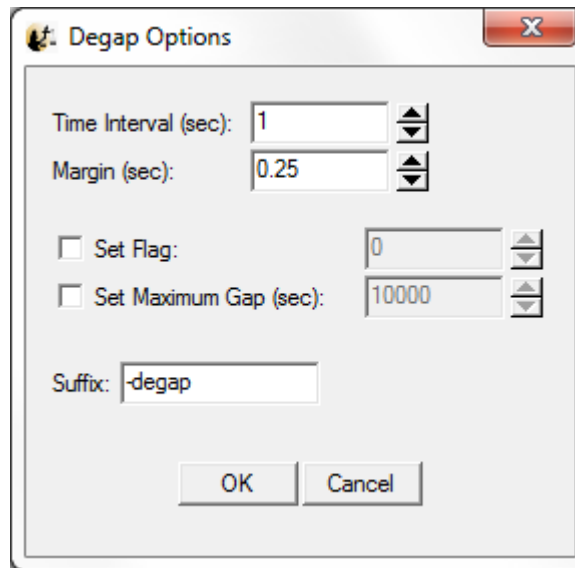 Degap Options
Time Interval (sec): 1
Margin (sec): 0.25
Set Flag: 0
Set Maximum Gap (sec): 10000
Suffix: -degap
OK Cancel